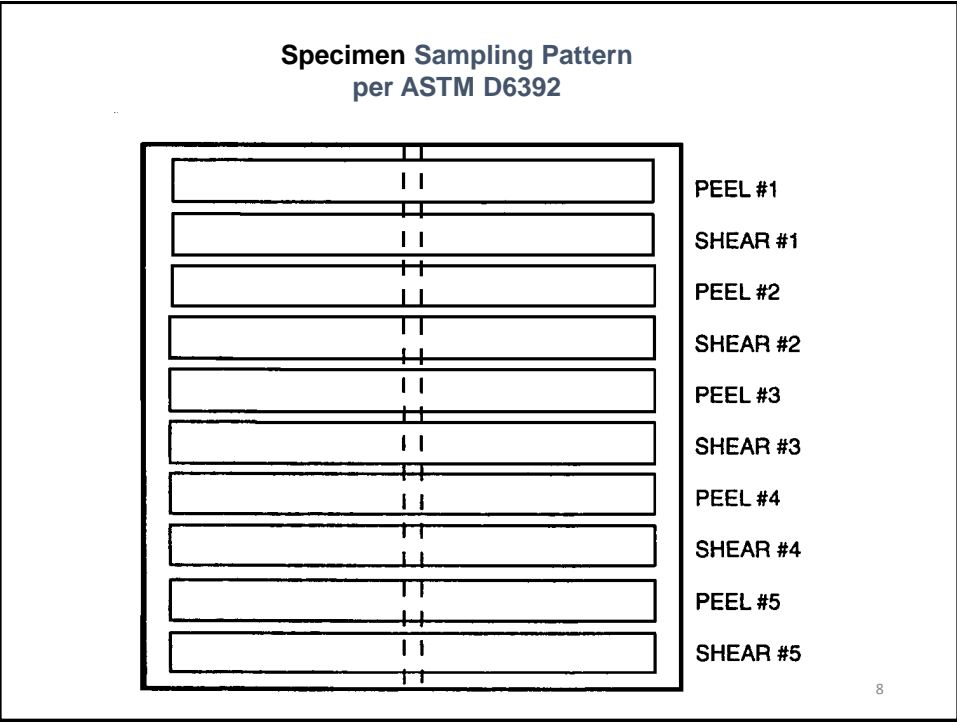 Specimen Sampling Pattern
per ASTM D6392
PEEL #1
SHEAR #1
PEEL #2
SHEAR #2
PEEL #3
SHEAR #3
PEEL #4
SHEAR #4
PEEL #5
SHEAR #5
8